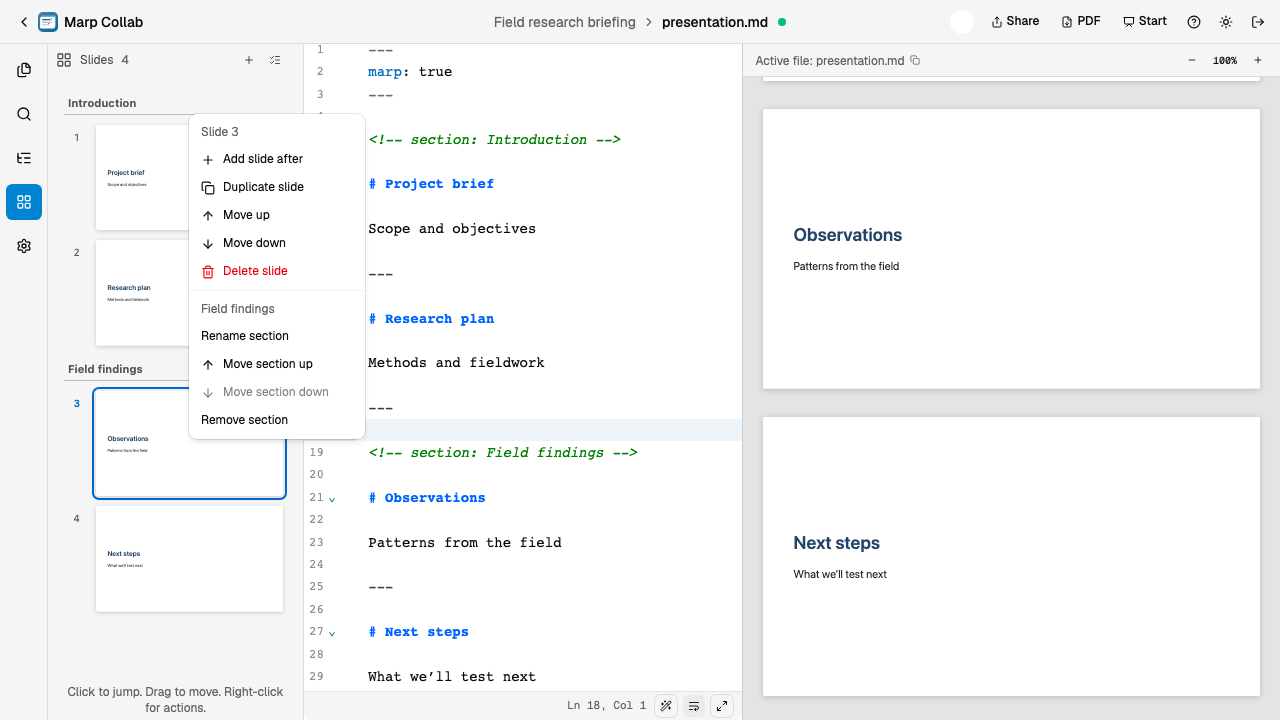 Marp Collab
Field research briefing > presentation.md
Share
PDF
Start
Slides 4
Introduction
1
Project brief
Scope and objectives
2
Research plan
Methods and fieldwork
Field findings
3
Observations
Patterns from the field
4
Next steps
What we'll test next
Click to jump. Drag to move. Right-click
for actions.
Slide 3
Add slide after
Duplicate slide
Move up
Move down
Delete slide
Field findings
Rename section
Move section up
Move section down
Remove section
1 ---
2 marp: true
3 ---
<!-- section: Introduction -->
# Project brief
Scope and objectives
---
# Research plan
Methods and fieldwork
---
19 <!-- section: Field findings -->
20
21 # Observations
22
23 Patterns from the field
24
25 ---
26
27 # Next steps
28
29 What we’ll test next
Ln 18, Col 1
Active file: presentation.md
100%
Observations
Patterns from the field
Next steps
What we’ll test next